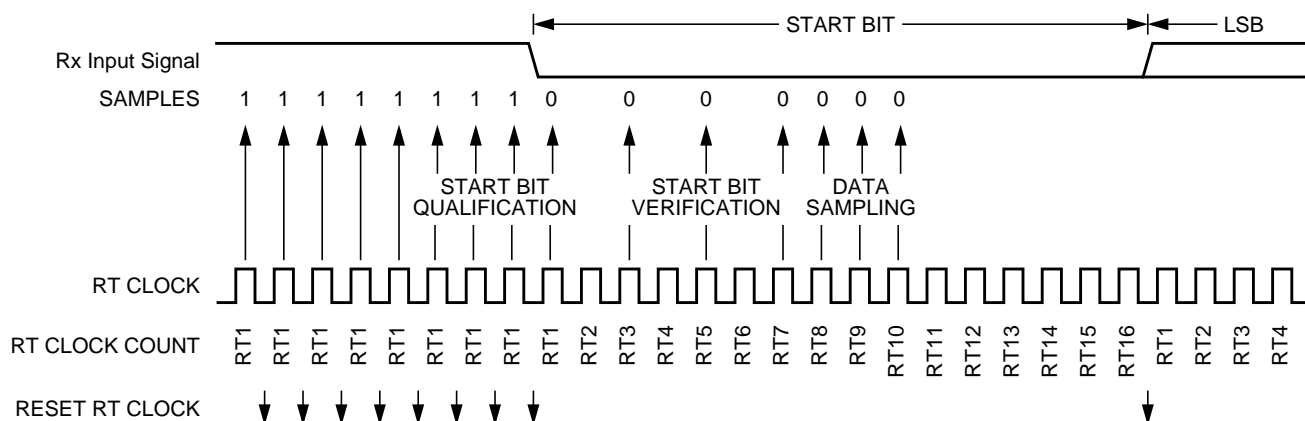 START BIT LSB
Rx Input Signal
SAMPLES 1 1 1 1 1 1 1 1 0 0 0 0 0 0 0
START BIT QUALIFICATION
START BIT VERIFICATION
DATA SAMPLING
RT CLOCK
RT CLOCK COUNT RT1 RT1 RT1 RT1 RT1 RT1 RT1 RT1 RT1 RT2 RT3 RT4 RT5 RT6 RT7 RT8 RT9 RT10 RT11 RT12 RT13 RT14 RT15 RT16 RT1 RT2 RT3 RT4
RESET RT CLOCK